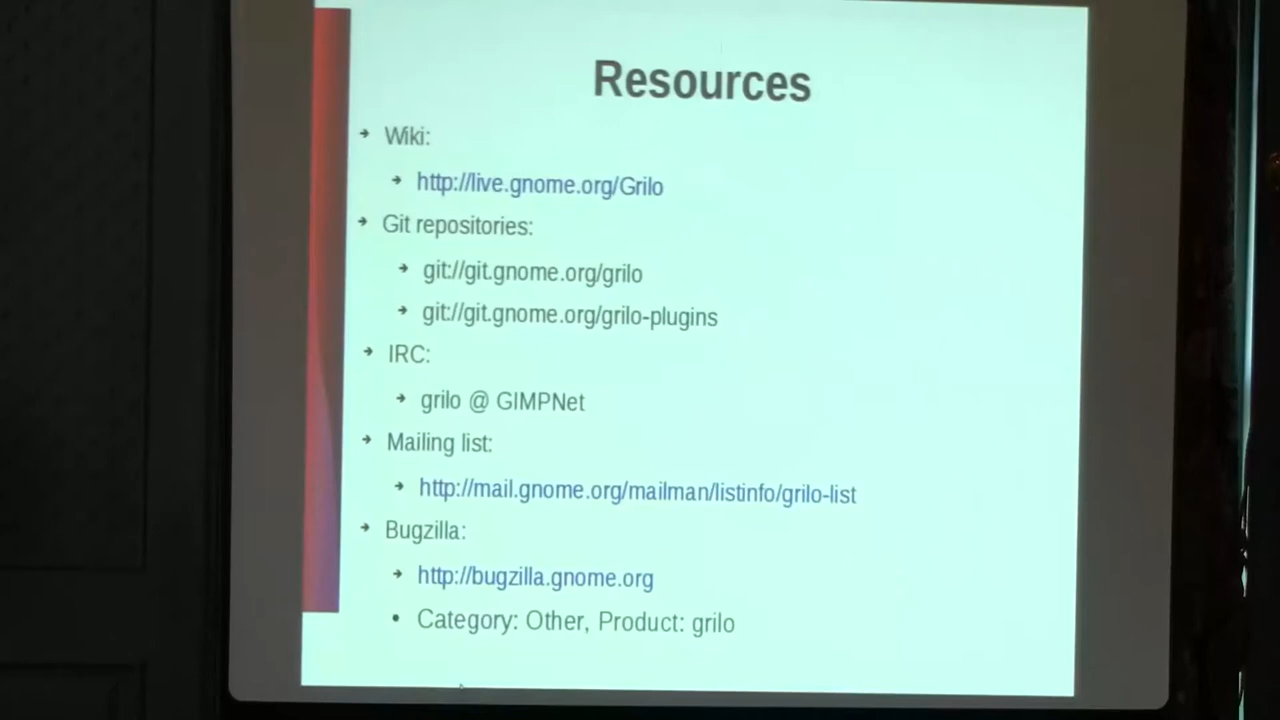 Resources
Wiki:
http://live.gnome.org/Grilo
Git repositories:
git://git.gnome.org/grilo
git://git.gnome.org/grilo-plugins
IRC:
grilo @ GIMPNet
Mailing list:
http://mail.gnome.org/mailman/listinfo/grilo-list
Bugzilla:
http://bugzilla.gnome.org
Category: Other, Product: grilo